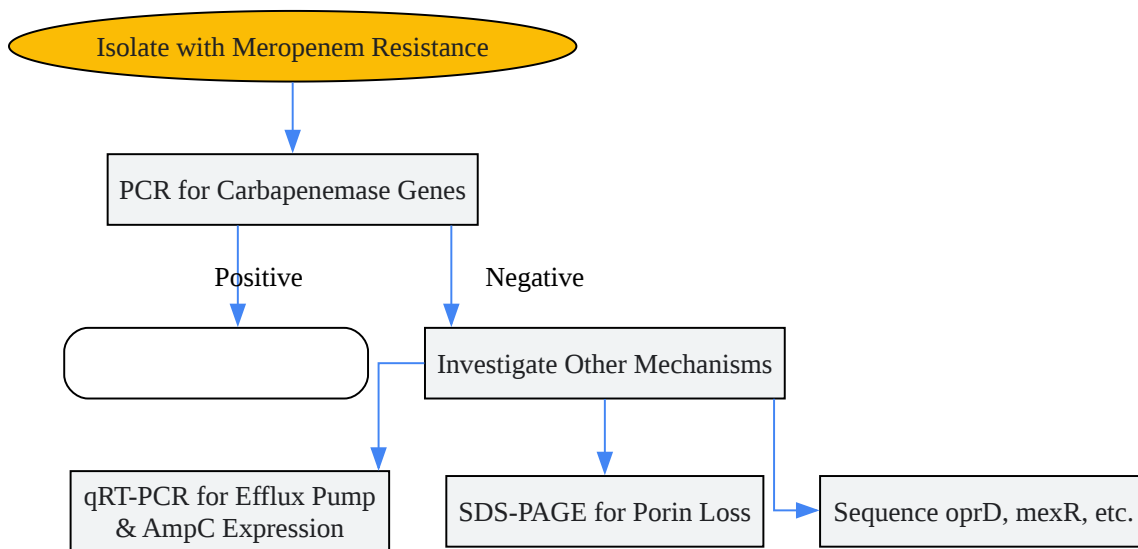 Isolate with Meropenem Resistance
PCR for Carbapenemase Genes
Positive
Negative
Investigate Other Mechanisms
qRT-PCR for Efflux Pump
& AmpC Expression
SDS-PAGE for Porin Loss
Sequence oprD, mexR, etc.